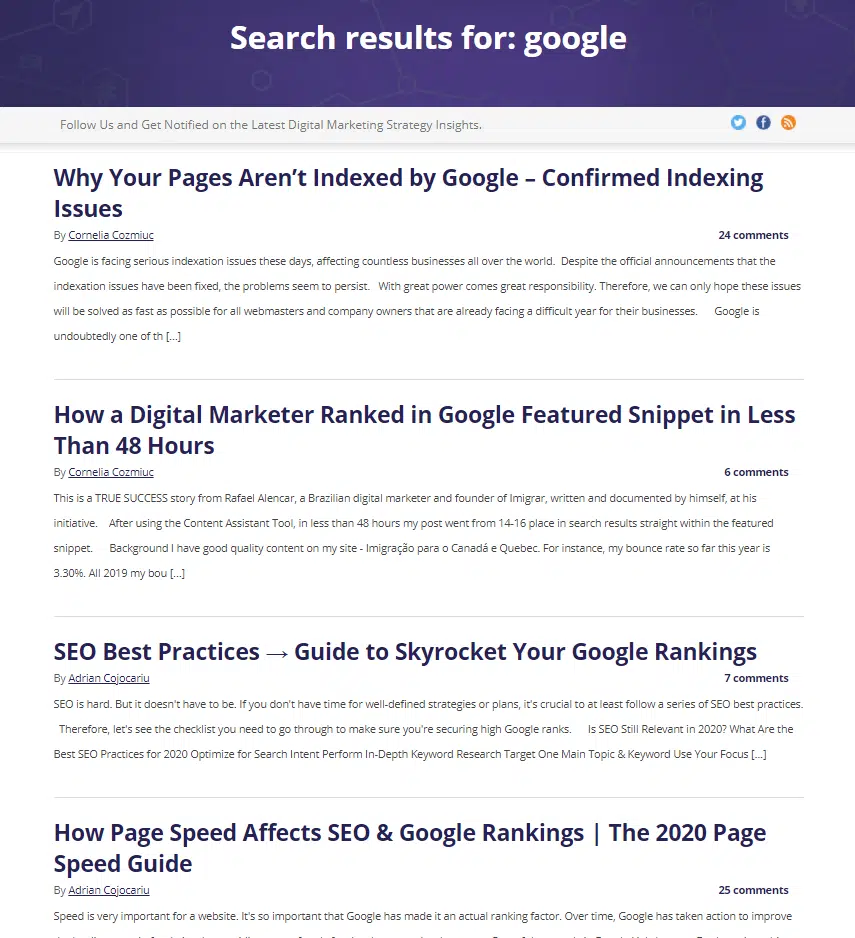 Search results for: google
Follow Us and Get Notified on the Latest Digital Marketing Strategy Insights.
Why Your Pages Aren’t Indexed by Google – Confirmed Indexing
Issues
By Cornelia Cozmiuc 24 comments
Google is facing serious indexation issues these days, affecting countless businesses all over the world. Despite the official announcements that the
indexation issues have been fixed, the problems seem to persist. With great power comes great responsibility. Therefore, we can only hope these issues
will be solved as fast as possible for all webmasters and company owners that are already facing a difficult year for their businesses. Google is
undoubtedly one of th [...]
How a Digital Marketer Ranked in Google Featured Snippet in Less
Than 48 Hours
By Cornelia Cozmiuc 6 comments
This is a TRUE SUCCESS story from Rafael Alencar, a Brazilian digital marketer and founder of Imigrar, written and documented by himself, at his
initiative. After using the Content Assistant Tool, in less than 48 hours my post went from 14-16 place in search results straight within the featured
snippet. Background I have good quality content on my site - Imigração para o Canadá e Quebec. For instance, my bounce rate so far this year is
3.30%. All 2019 my bou [...]
SEO Best Practices → Guide to Skyrocket Your Google Rankings
By Adrian Cojocariu 7 comments
SEO is hard. But it doesn't have to be. If you don't have time for well-defined strategies or plans, it's crucial to at least follow a series of SEO best practices.
Therefore, let's see the checklist you need to go through to make sure you're securing high Google ranks. Is SEO Still Relevant in 2020? What Are the
Best SEO Practices for 2020 Optimize for Search Intent Perform In-Depth Keyword Research Target One Main Topic & Keyword Use Your Focus [...]
How Page Speed Affects SEO & Google Rankings | The 2020 Page
Speed Guide
By Adrian Cojocariu 25 comments
Speed is very important for a website. It's so important that Google has made it an actual ranking factor. Over time, Google has taken action to improve